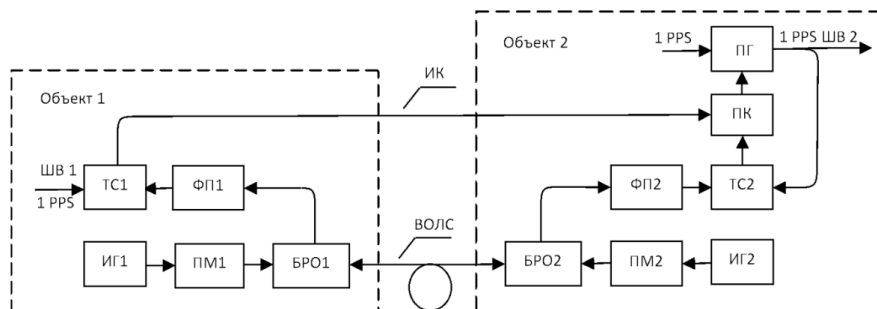 Объект 1
ШВ 1
1 PPS
ТС1
ФП1
ИГ1
ПМ1
БРО1
ИК
ВОЛС
Объект 2
1 PPS
ПГ
1 PPS ШВ 2
ПК
ФП2
ТС2
БРО2
ПМ2
ИГ2